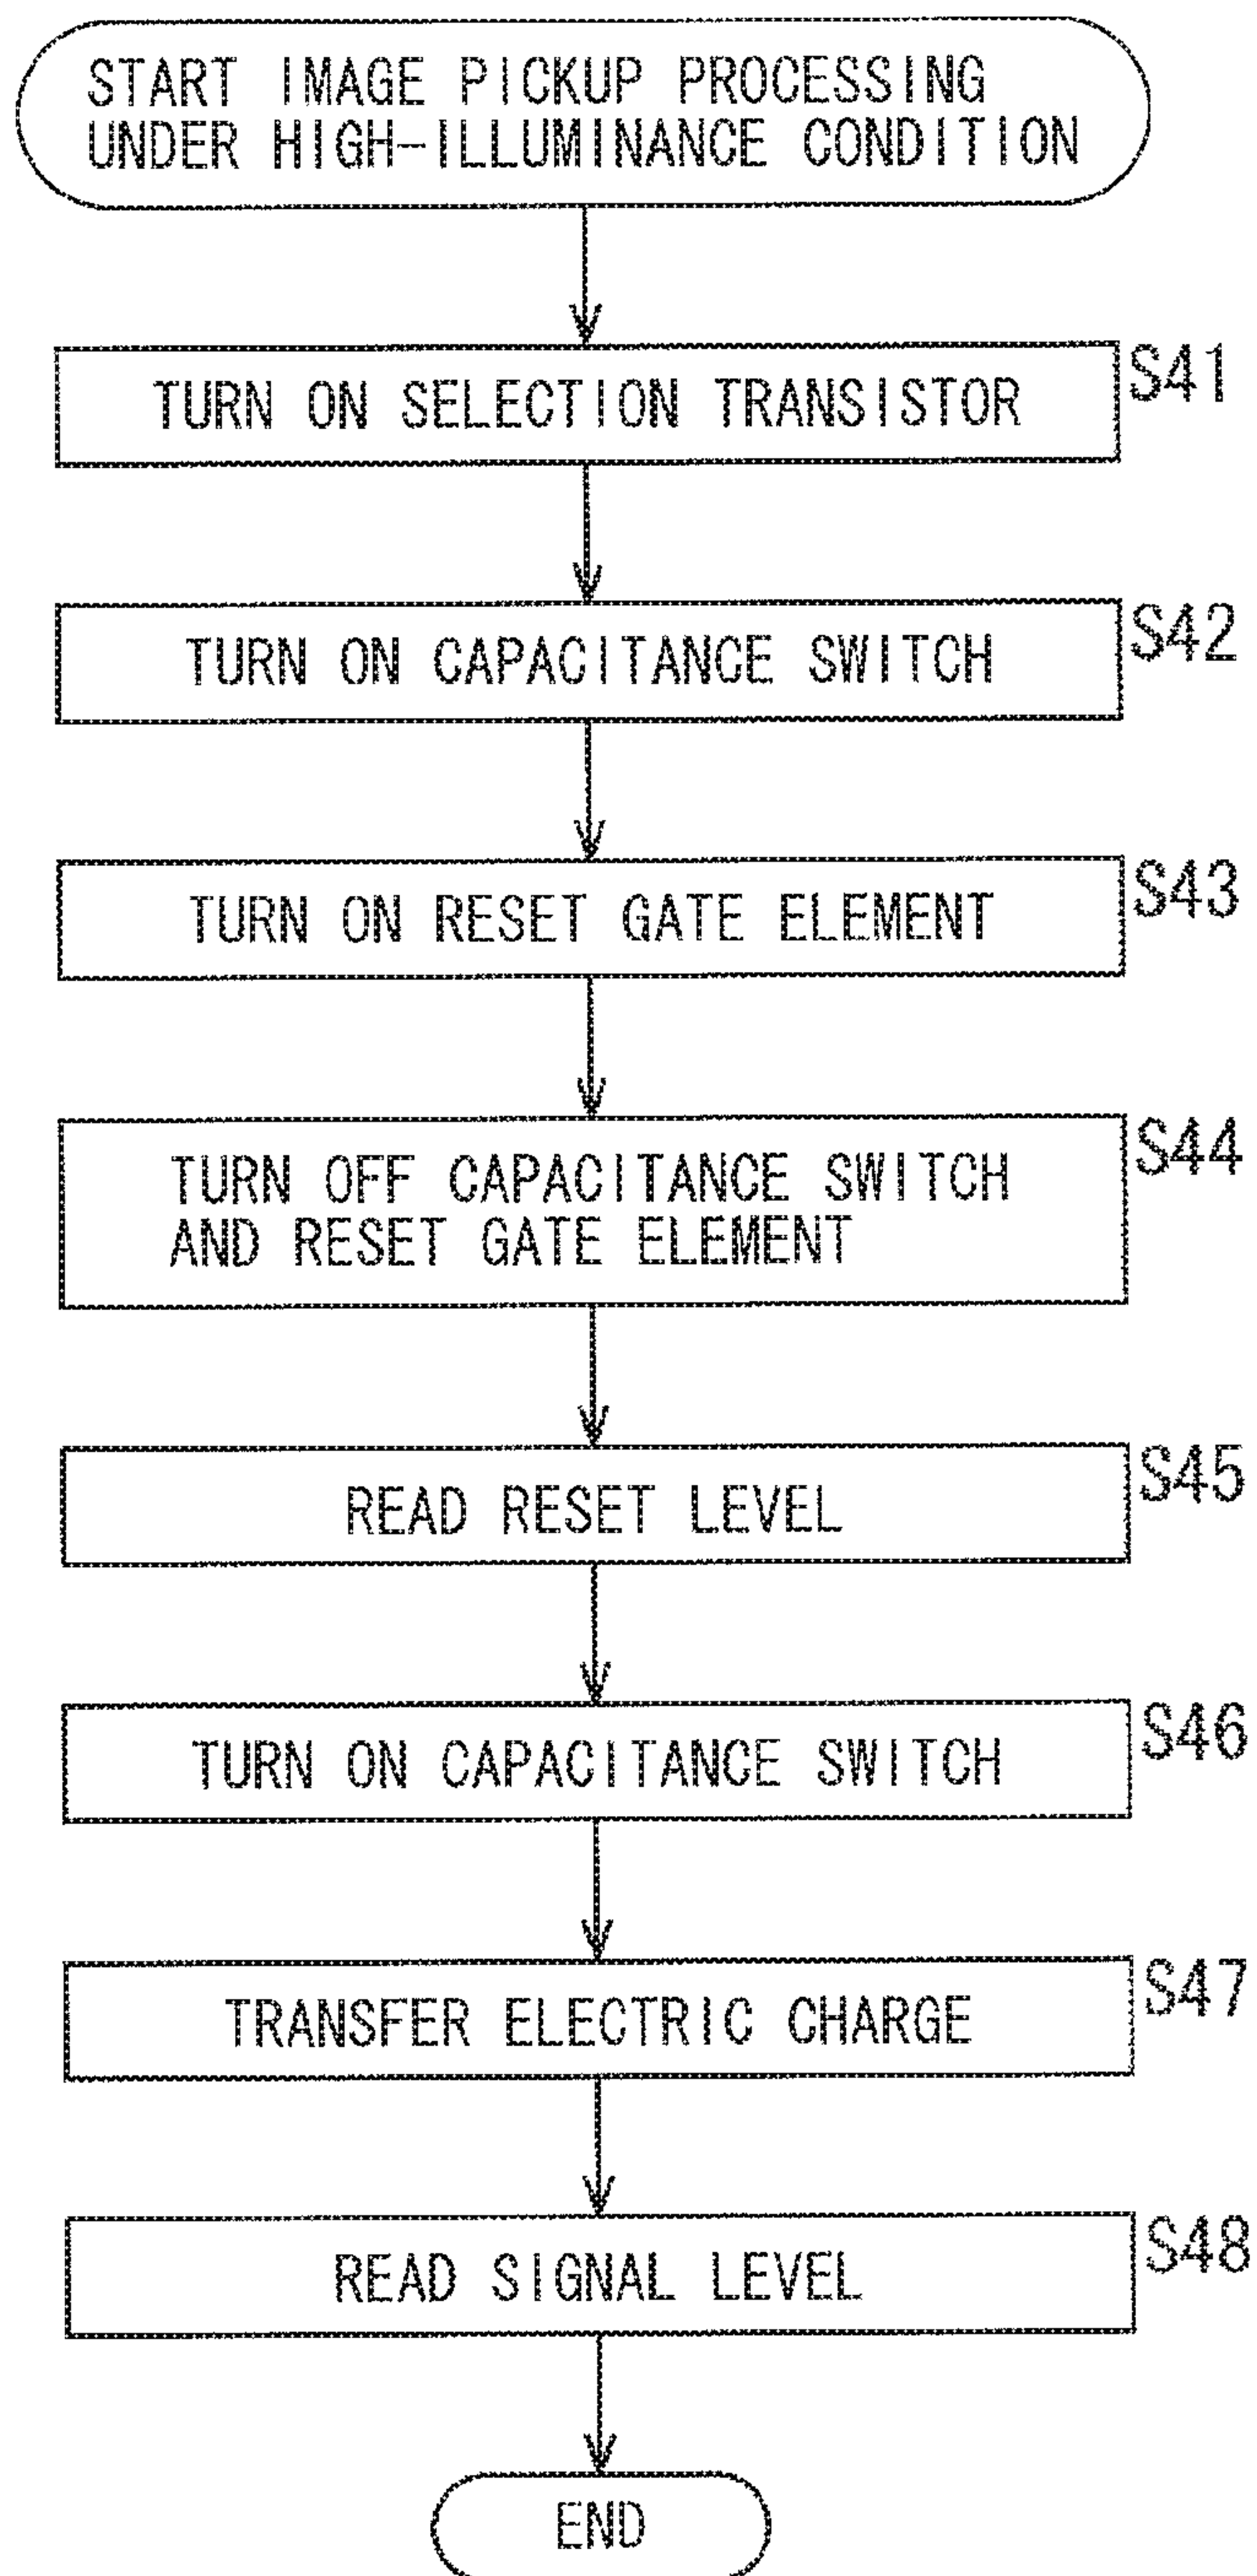 START IMAGE PICKUP PROCESSING
UNDER HIGH-ILLUMINANCE CONDITION
TURN ON SELECTION TRANSISTOR
S41
TURN ON CAPACITANCE SWITCH
S42
TURN ON RESET GATE ELEMENT
S43
TURN OFF CAPACITANCE SWITCH
AND RESET GATE ELEMENT
S44
READ RESET LEVEL
S45
TURN ON CAPACITANCE SWITCH
S46
TRANSFER ELECTRIC CHARGE
S47
READ SIGNAL LEVEL
S48
END